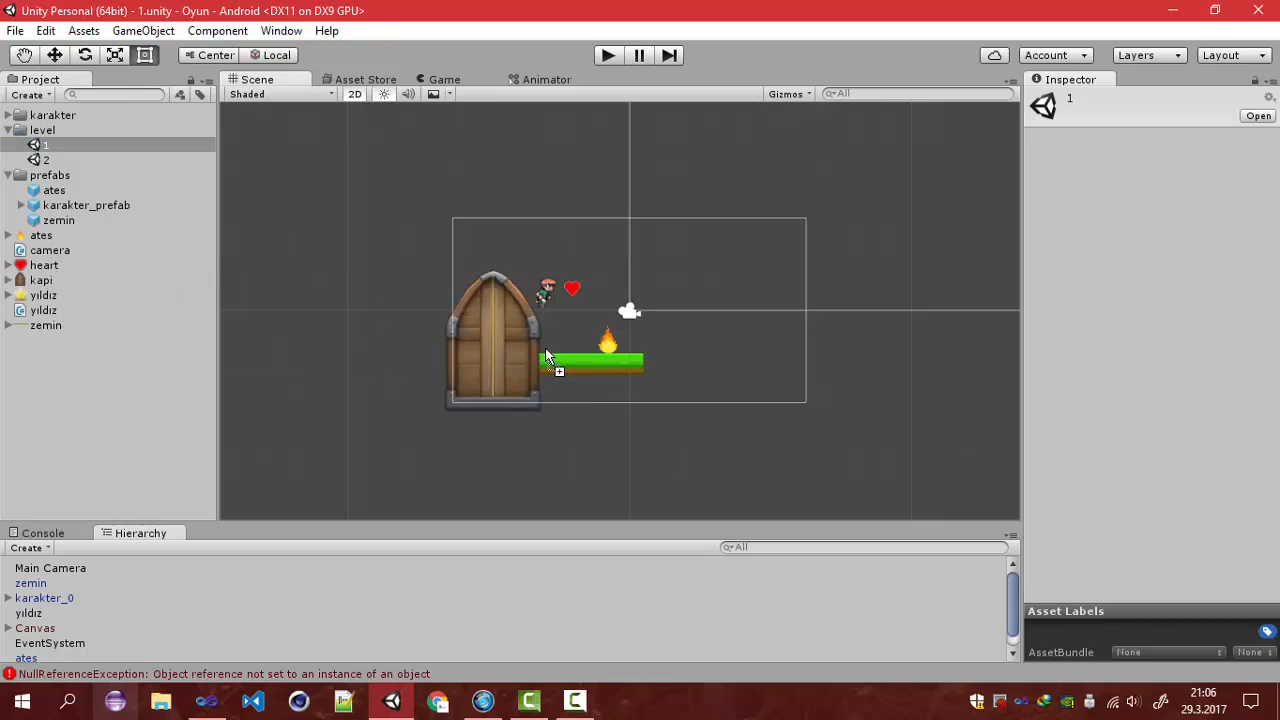 Unity Personal (64bit) - 1.unity - Oyun - Android <DX11 on DX9 GPU>
File Edit Assets GameObject Component Window Help
Center Local Account Layers Layout
Project Scene Asset Store Game Animator Inspector
Create Shaded 2D Gizmos All
1
Open
karakter
level
1
2
prefabs
ates
karakter_prefab
zemin
ates
camera
heart
kapi
yıldız
yıldız
zemin
Console Hierarchy
Create All
Main Camera
zemin
karakter_0
yıldız
Canvas
EventSystem
ates
Asset Labels
AssetBundle None None
NullReferenceException: Object reference not set to an instance of an object
21:06
29.3.2017